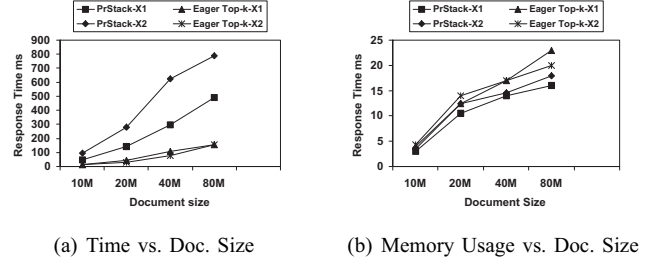 PrStack-X1 Eager Top-k-X1
PrStack-X2 Eager Top-k-X2
900
800
700
600
500
400
300
200
100
0
Response Time ms
10M 20M 40M 80M
Document size
(a) Time vs. Doc. Size
PrStack-X1 Eager Top-k-X1
PrStack-X2 Eager Top-k-X2
25
20
15
10
5
0
Response Time ms
10M 20M 40M 80M
Document Size
(b) Memory Usage vs. Doc. Size